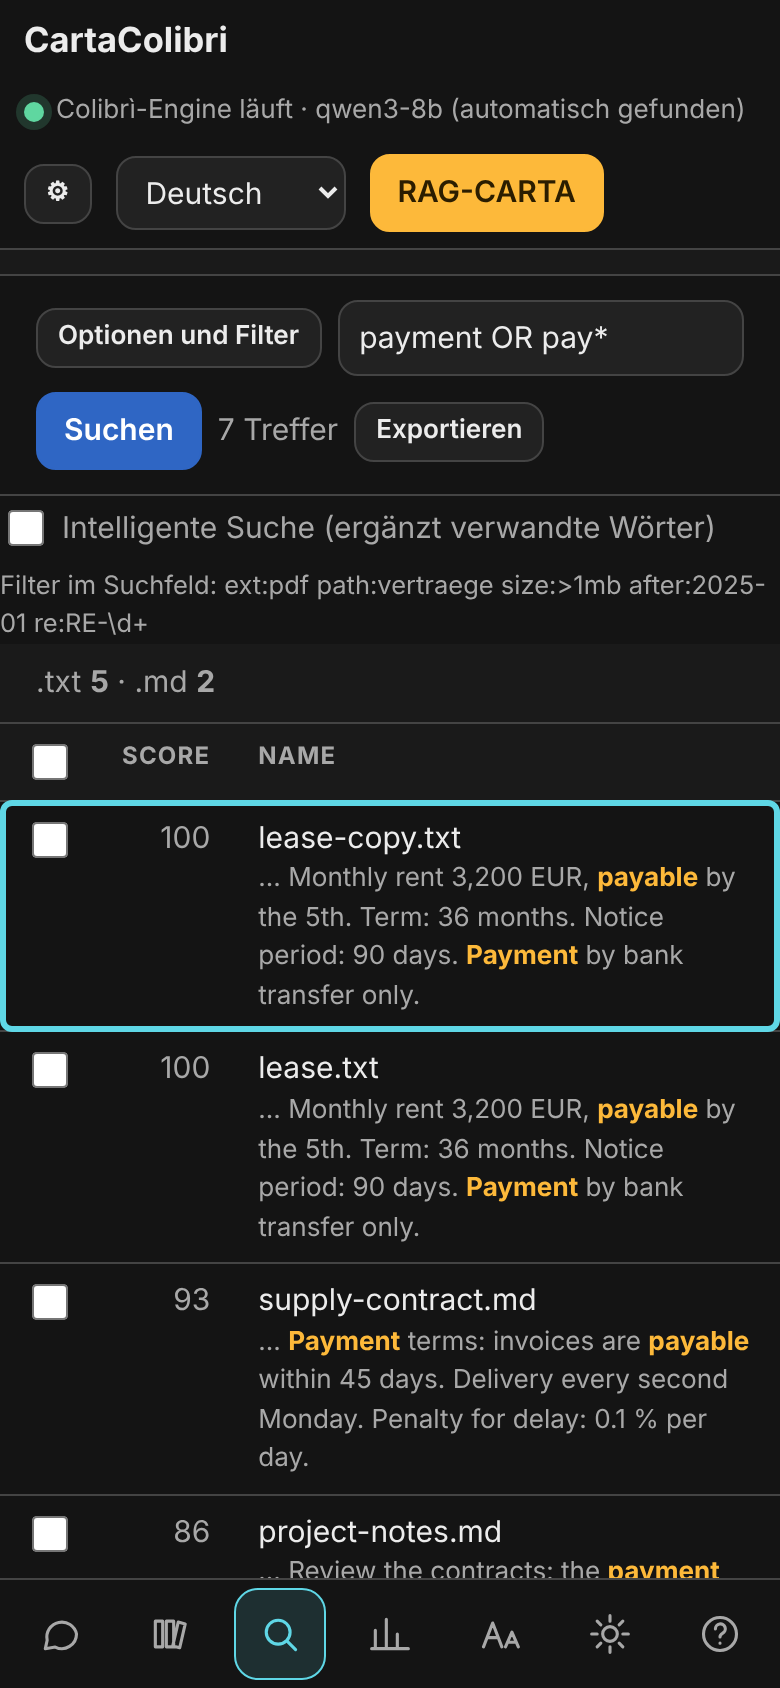 CartaColibri
Colibrì-Engine läuft · qwen3-8b (automatisch gefunden)
Deutsch
RAG-CARTA
Optionen und Filter
payment OR pay*
Suchen
7 Treffer
Exportieren
Intelligente Suche (ergänzt verwandte Wörter)
Filter im Suchfeld: ext:pdf path:vertraege size:>1mb after:2025-
01 re:RE-\d+
.txt 5 · .md 2
SCORE NAME
100 lease-copy.txt
... Monthly rent 3,200 EUR, payable by
the 5th. Term: 36 months. Notice
period: 90 days. Payment by bank
transfer only.
100 lease.txt
... Monthly rent 3,200 EUR, payable by
the 5th. Term: 36 months. Notice
period: 90 days. Payment by bank
transfer only.
93 supply-contract.md
... Payment terms: invoices are payable
within 45 days. Delivery every second
Monday. Penalty for delay: 0.1 % per
day.
86 project-notes.md
... Review the contracts: the payment